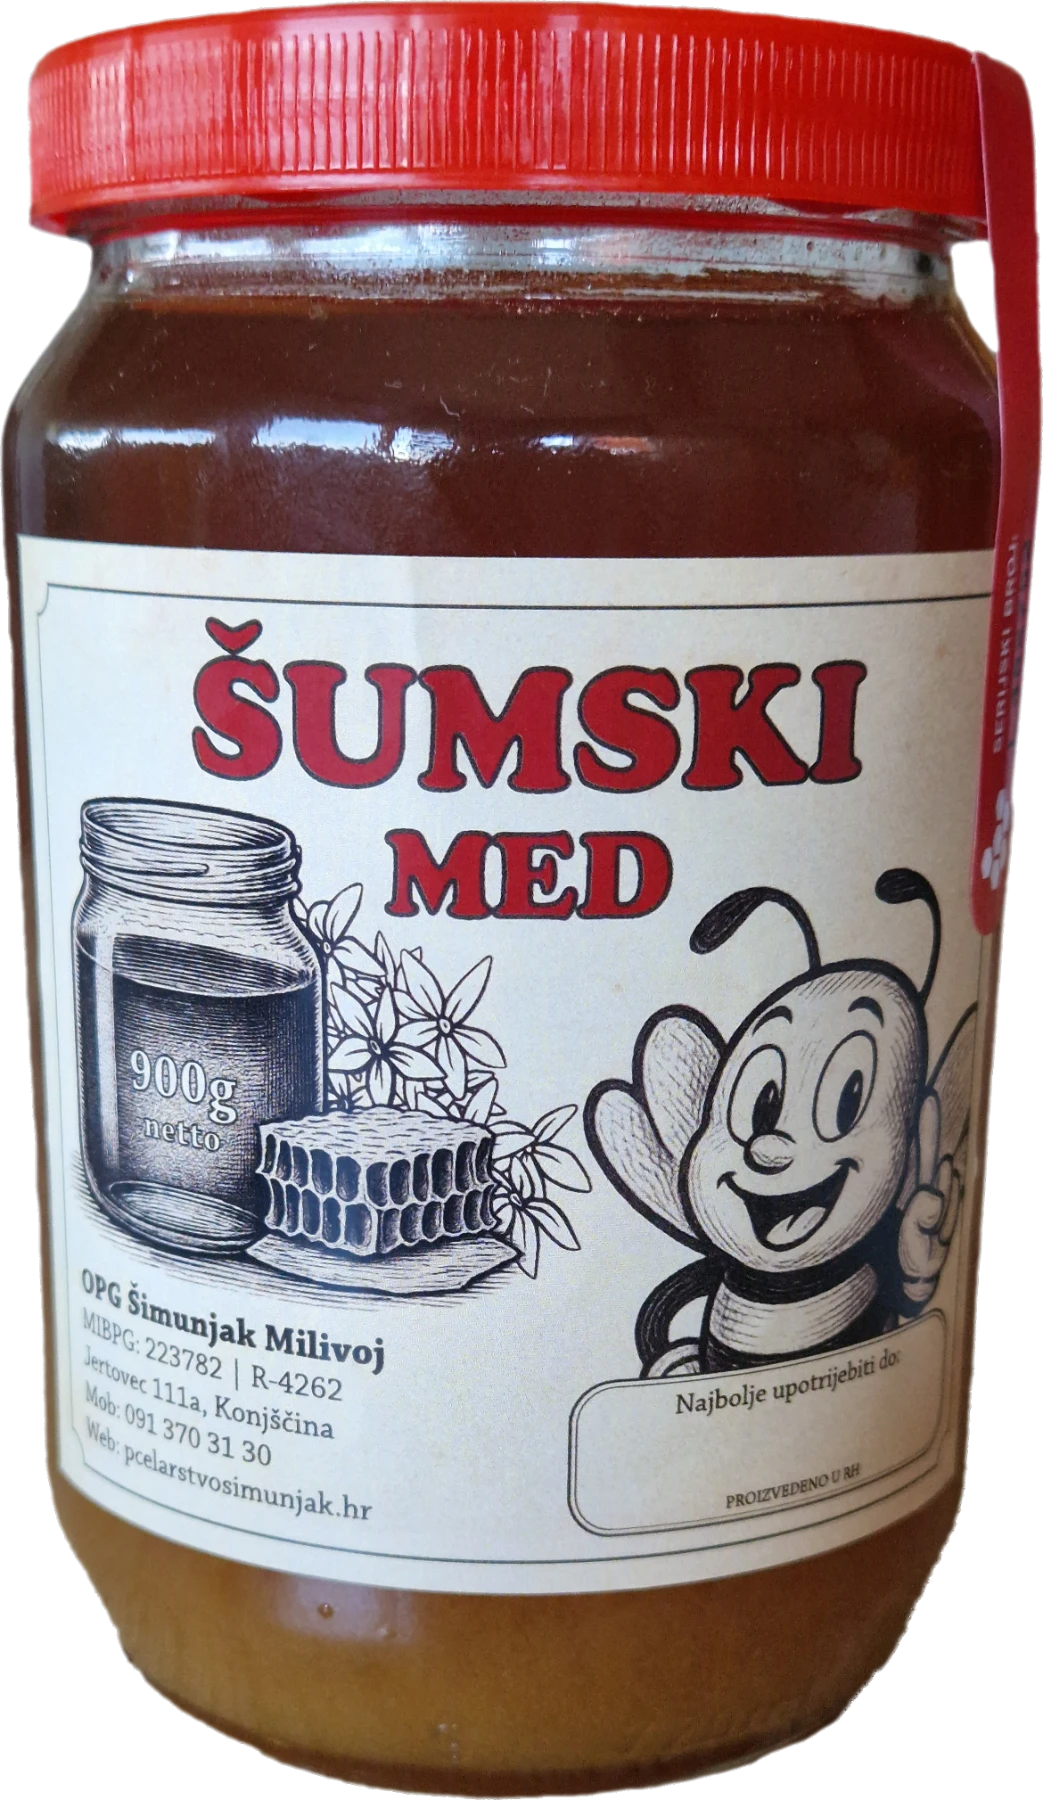 ŠUMSKI
MED
900g
netto
OPG Šimunjak Milivoj
MIBPG: 223782 | R-4262
Jertovec 111a, Konjščina
Mob: 091 370 31 30
Web: pcelarstvosimunjak.hr
Najbolje upotrijebiti do:
PROIZVEDENO U RH
SERIJSKI BROJ: